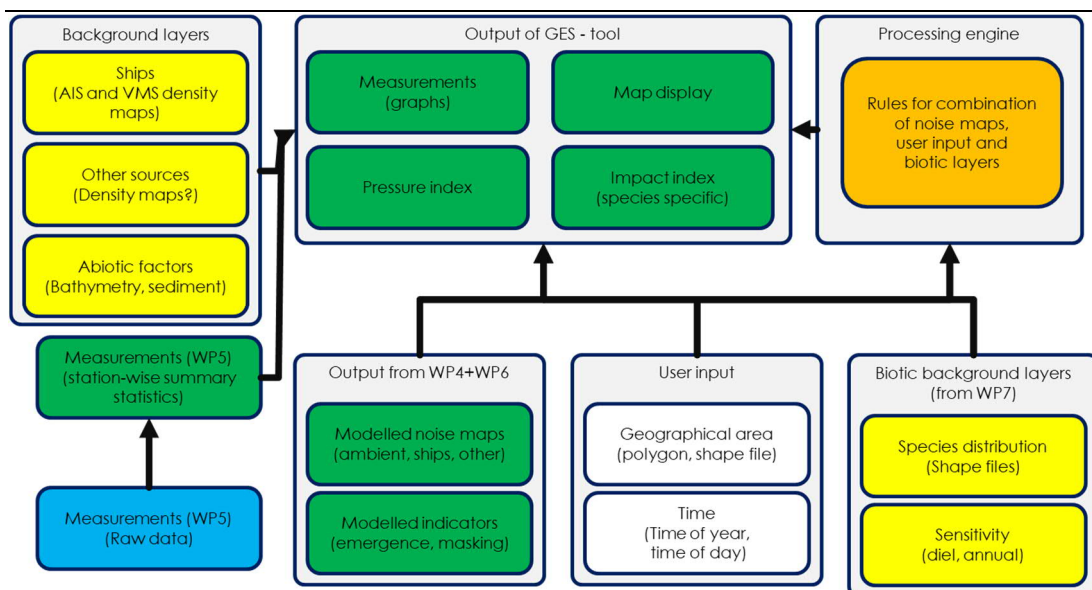 Background layers
Ships
(AIS and VMS density
maps)
Other sources
(Density maps?)
Abiotic factors
(Bathymetry, sediment)
Measurements (WP5)
(station-wise summary
statistics)
Measurements (WP5)
(Raw data)
Output of GES - tool
Measurements
(graphs)
Map display
Pressure index
Impact index
(species specific)
Processing engine
Rules for combination
of noise maps,
user input and
biotic layers
Output from WP4+WP6
Modelled noise maps
(ambient, ships, other)
Modelled indicators
(emergence, masking)
User input
Geographical area
(polygon, shape file)
Time
(Time of year,
time of day)
Biotic background layers
(from WP7)
Species distribution
(Shape files)
Sensitivity
(diel, annual)